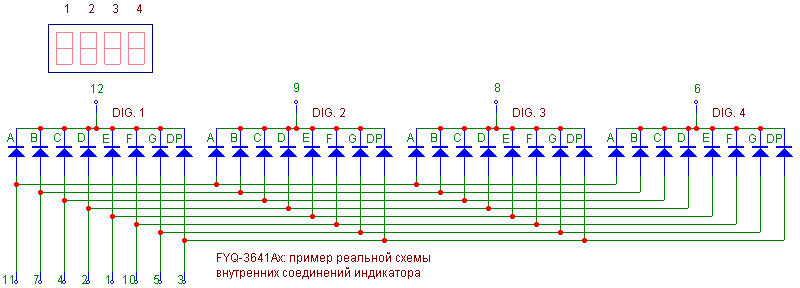 1 2 3 4
12 9 8 6
DIG. 1 DIG. 2 DIG. 3 DIG. 4
A B C D E F G DP A B C D E F G DP A B C D E F G DP A B C D E F G DP
FYQ-3641Ax: пример реальной схемы
внутренних соединений индикатора
11 7 4 2 1 10 5 3